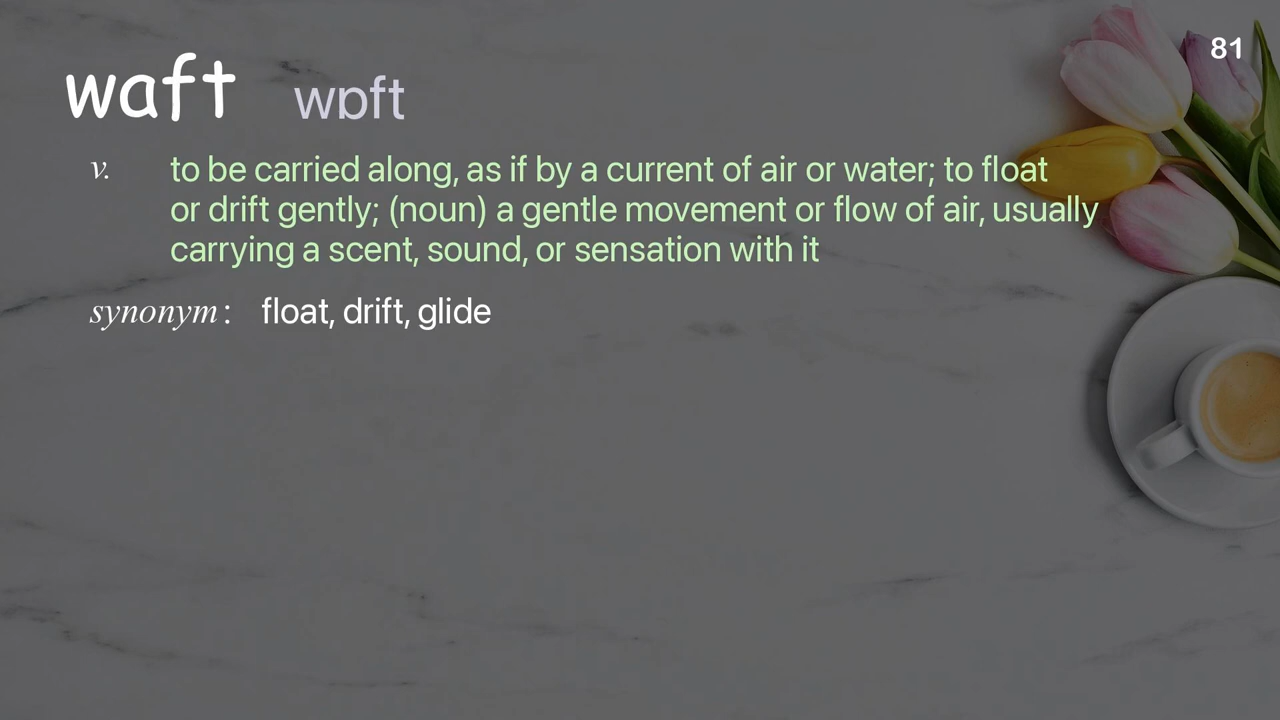 81
waft wɒft
v. to be carried along, as if by a current of air or water; to float
or drift gently; (noun) a gentle movement or flow of air, usually
carrying a scent, sound, or sensation with it
synonym: float, drift, glide